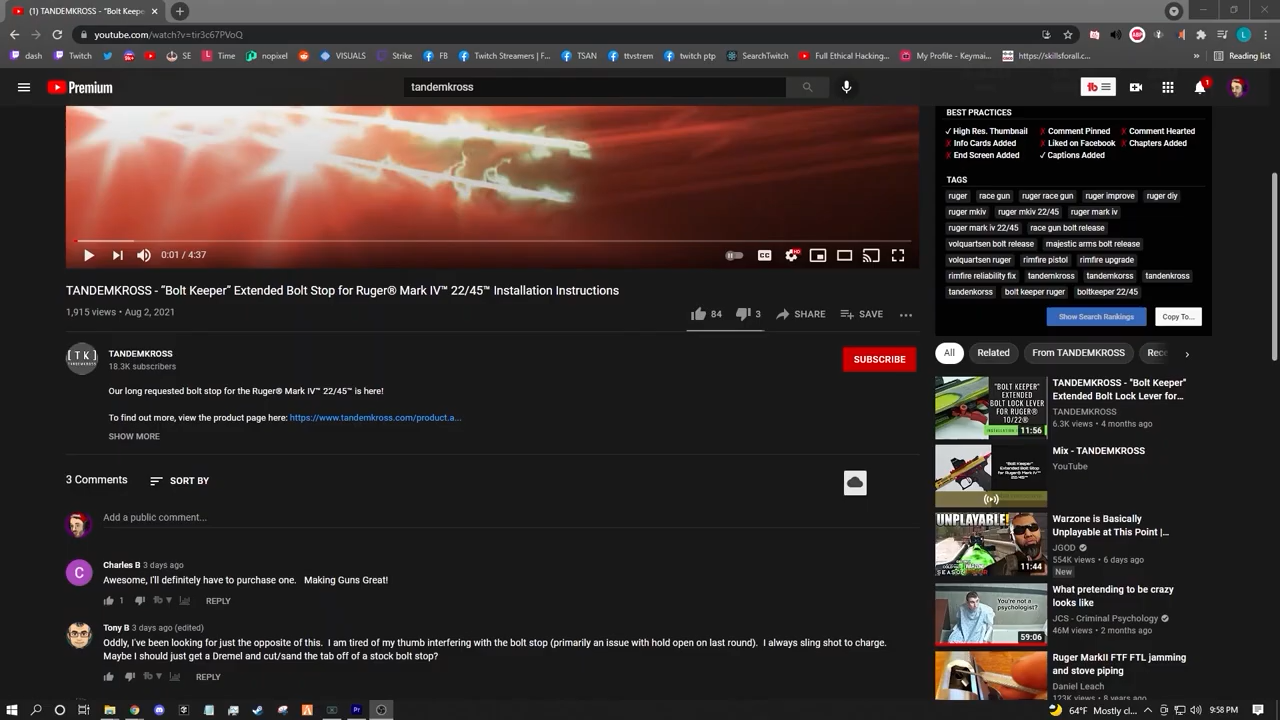 (1) TANDEMKROSS - "Bolt Keepe
youtube.com/watch?v=tir3c67PVoQ
dash
Twitch
SE
Time
nopixel
VISUALS
Strike
FB
Twitch Streamers | F...
TSAN
ttvstrem
twitch ptp
SearchTwitch
Full Ethical Hacking...
My Profile - Keymai...
https://skillsforall.c...
»
Reading list
Premium
tandemkross
1
BEST PRACTICES
✓ High Res. Thumbnail
✗ Comment Pinned
✗ Comment Hearted
✗ Info Cards Added
✗ Liked on Facebook
✗ Chapters Added
✗ End Screen Added
✓ Captions Added
TAGS
ruger
race gun
ruger race gun
ruger improve
ruger diy
ruger mkiv
ruger mkiv 22/45
ruger mark iv
ruger mark iv 22/45
race gun bolt release
volquartsen bolt release
majestic arms bolt release
volquartsen ruger
rimfire pistol
rimfire upgrade
rimfire reliability fix
tandemkross
tandemkorss
tandenkross
tandenkorss
bolt keeper ruger
boltkeeper 22/45
Show Search Rankings
Copy To...
0:01 / 4:37
CC
HD
TANDEMKROSS - “Bolt Keeper” Extended Bolt Stop for Ruger® Mark IV™ 22/45™ Installation Instructions
1,915 views • Aug 2, 2021
84
3
SHARE
SAVE
TANDEMKROSS
18.3K subscribers
SUBSCRIBE
Our long requested bolt stop for the Ruger® Mark IV™ 22/45™ is here!
To find out more, view the product page here: https://www.tandemkross.com/product.a...
SHOW MORE
3 Comments
SORT BY
Add a public comment...
C
Charles B 3 days ago
Awesome, I'll definitely have to purchase one. Making Guns Great!
1
REPLY
Tony B 3 days ago (edited)
Oddly, I've been looking for just the opposite of this. I am tired of my thumb interfering with the bolt stop (primarily an issue with hold open on last round). I always sling shot to charge.
Maybe I should just get a Dremel and cut/sand the tab off of a stock bolt stop?
REPLY
All
Related
From TANDEMKROSS
Rece
"BOLT KEEPER"
EXTENDED
BOLT LOCK LEVER
FOR RUGER®
10/22®
11:56
TANDEMKROSS - “Bolt Keeper”
Extended Bolt Lock Lever for...
TANDEMKROSS
6.3K views • 4 months ago
Mix - TANDEMKROSS
YouTube
UNPLAYABLE!
11:44
Warzone is Basically
Unplayable at This Point |...
JGOD
554K views • 6 days ago
New
You're not a
psychologist?
59:06
What pretending to be crazy
looks like
JCS - Criminal Psychology
46M views • 2 months ago
Ruger MarkII FTF FTL jamming
and stove piping
Daniel Leach
123K views • 8 years ago
64°F Mostly cl...
9:58 PM